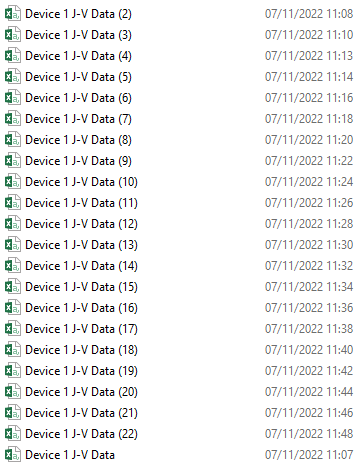 Device 1 J-V Data (2) 07/11/2022 11:08
Device 1 J-V Data (3) 07/11/2022 11:10
Device 1 J-V Data (4) 07/11/2022 11:13
Device 1 J-V Data (5) 07/11/2022 11:14
Device 1 J-V Data (6) 07/11/2022 11:16
Device 1 J-V Data (7) 07/11/2022 11:18
Device 1 J-V Data (8) 07/11/2022 11:20
Device 1 J-V Data (9) 07/11/2022 11:22
Device 1 J-V Data (10) 07/11/2022 11:24
Device 1 J-V Data (11) 07/11/2022 11:26
Device 1 J-V Data (12) 07/11/2022 11:28
Device 1 J-V Data (13) 07/11/2022 11:30
Device 1 J-V Data (14) 07/11/2022 11:32
Device 1 J-V Data (15) 07/11/2022 11:34
Device 1 J-V Data (16) 07/11/2022 11:36
Device 1 J-V Data (17) 07/11/2022 11:38
Device 1 J-V Data (18) 07/11/2022 11:40
Device 1 J-V Data (19) 07/11/2022 11:42
Device 1 J-V Data (20) 07/11/2022 11:44
Device 1 J-V Data (21) 07/11/2022 11:46
Device 1 J-V Data (22) 07/11/2022 11:48
Device 1 J-V Data 07/11/2022 11:07